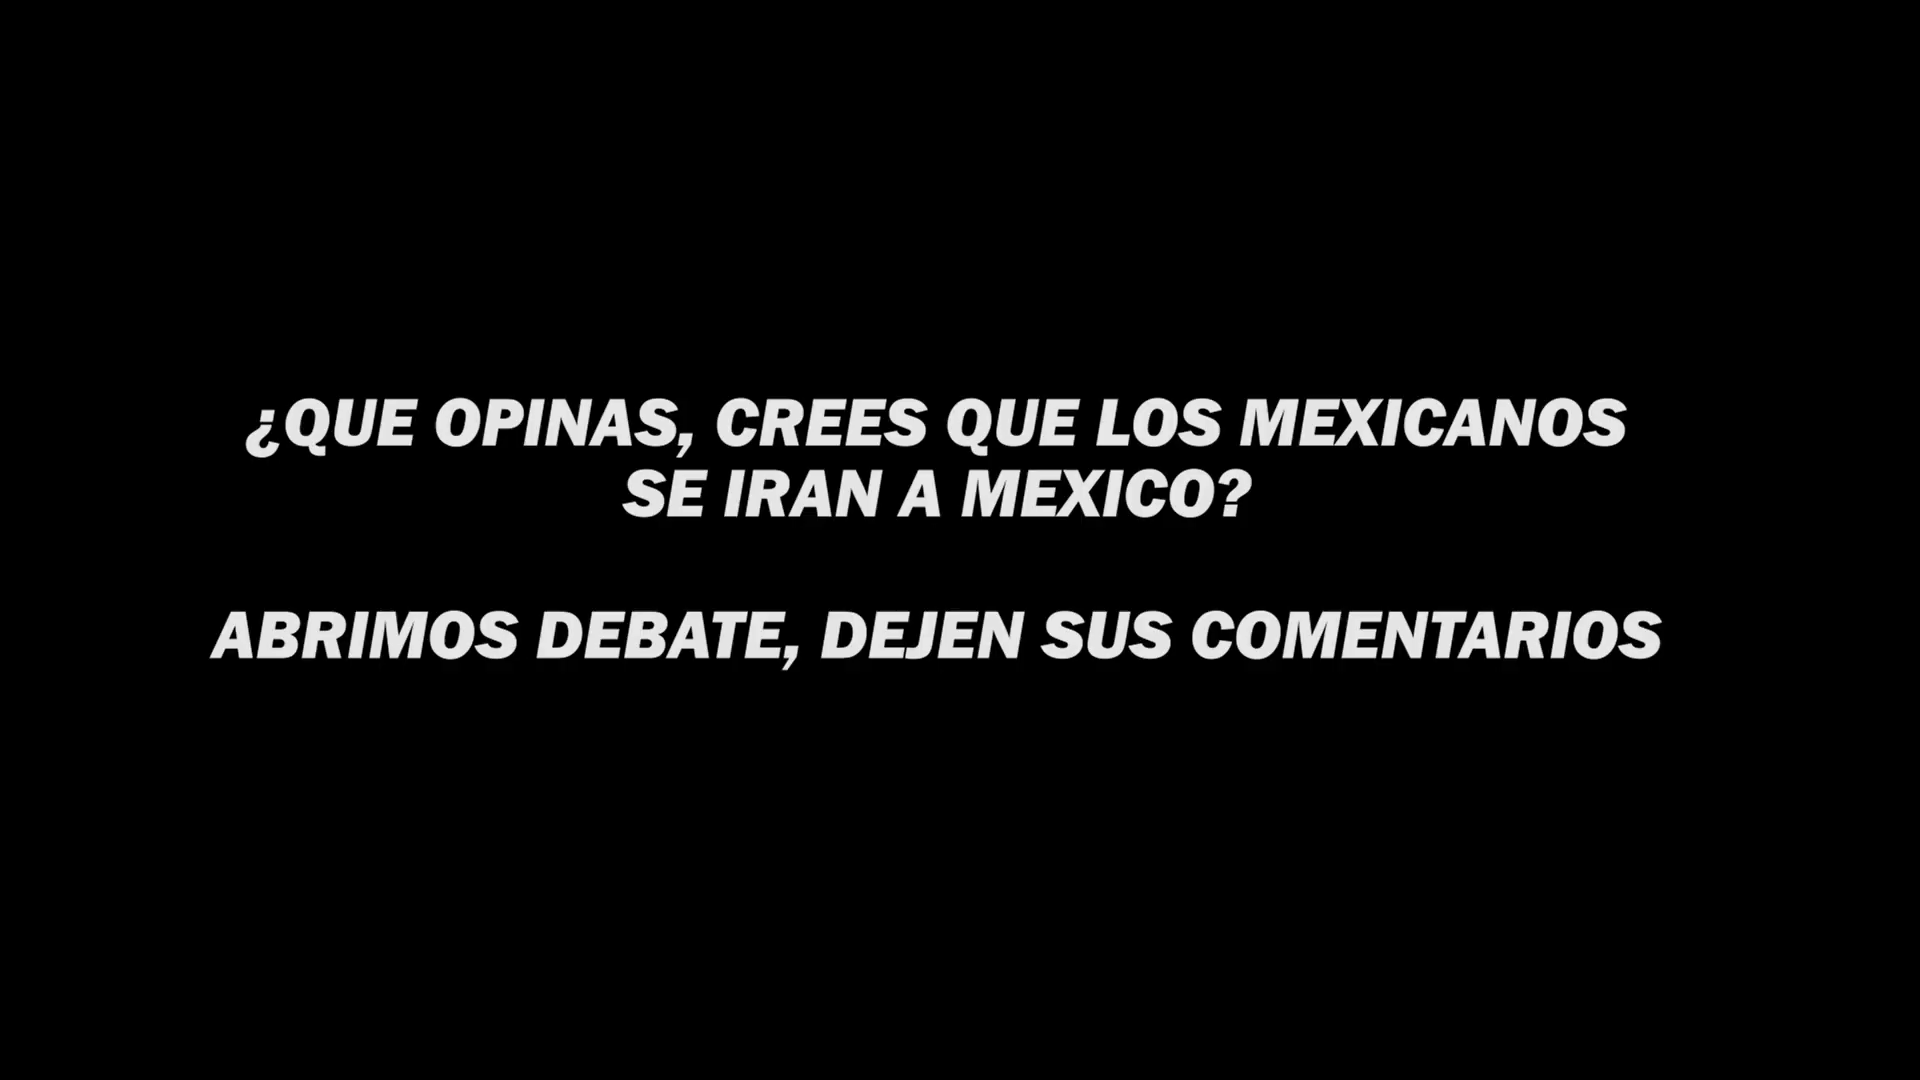 ¿QUE OPINAS, CREES QUE LOS MEXICANOS
SE IRAN A MEXICO?
ABRIMOS DEBATE, DEJEN SUS COMENTARIOS